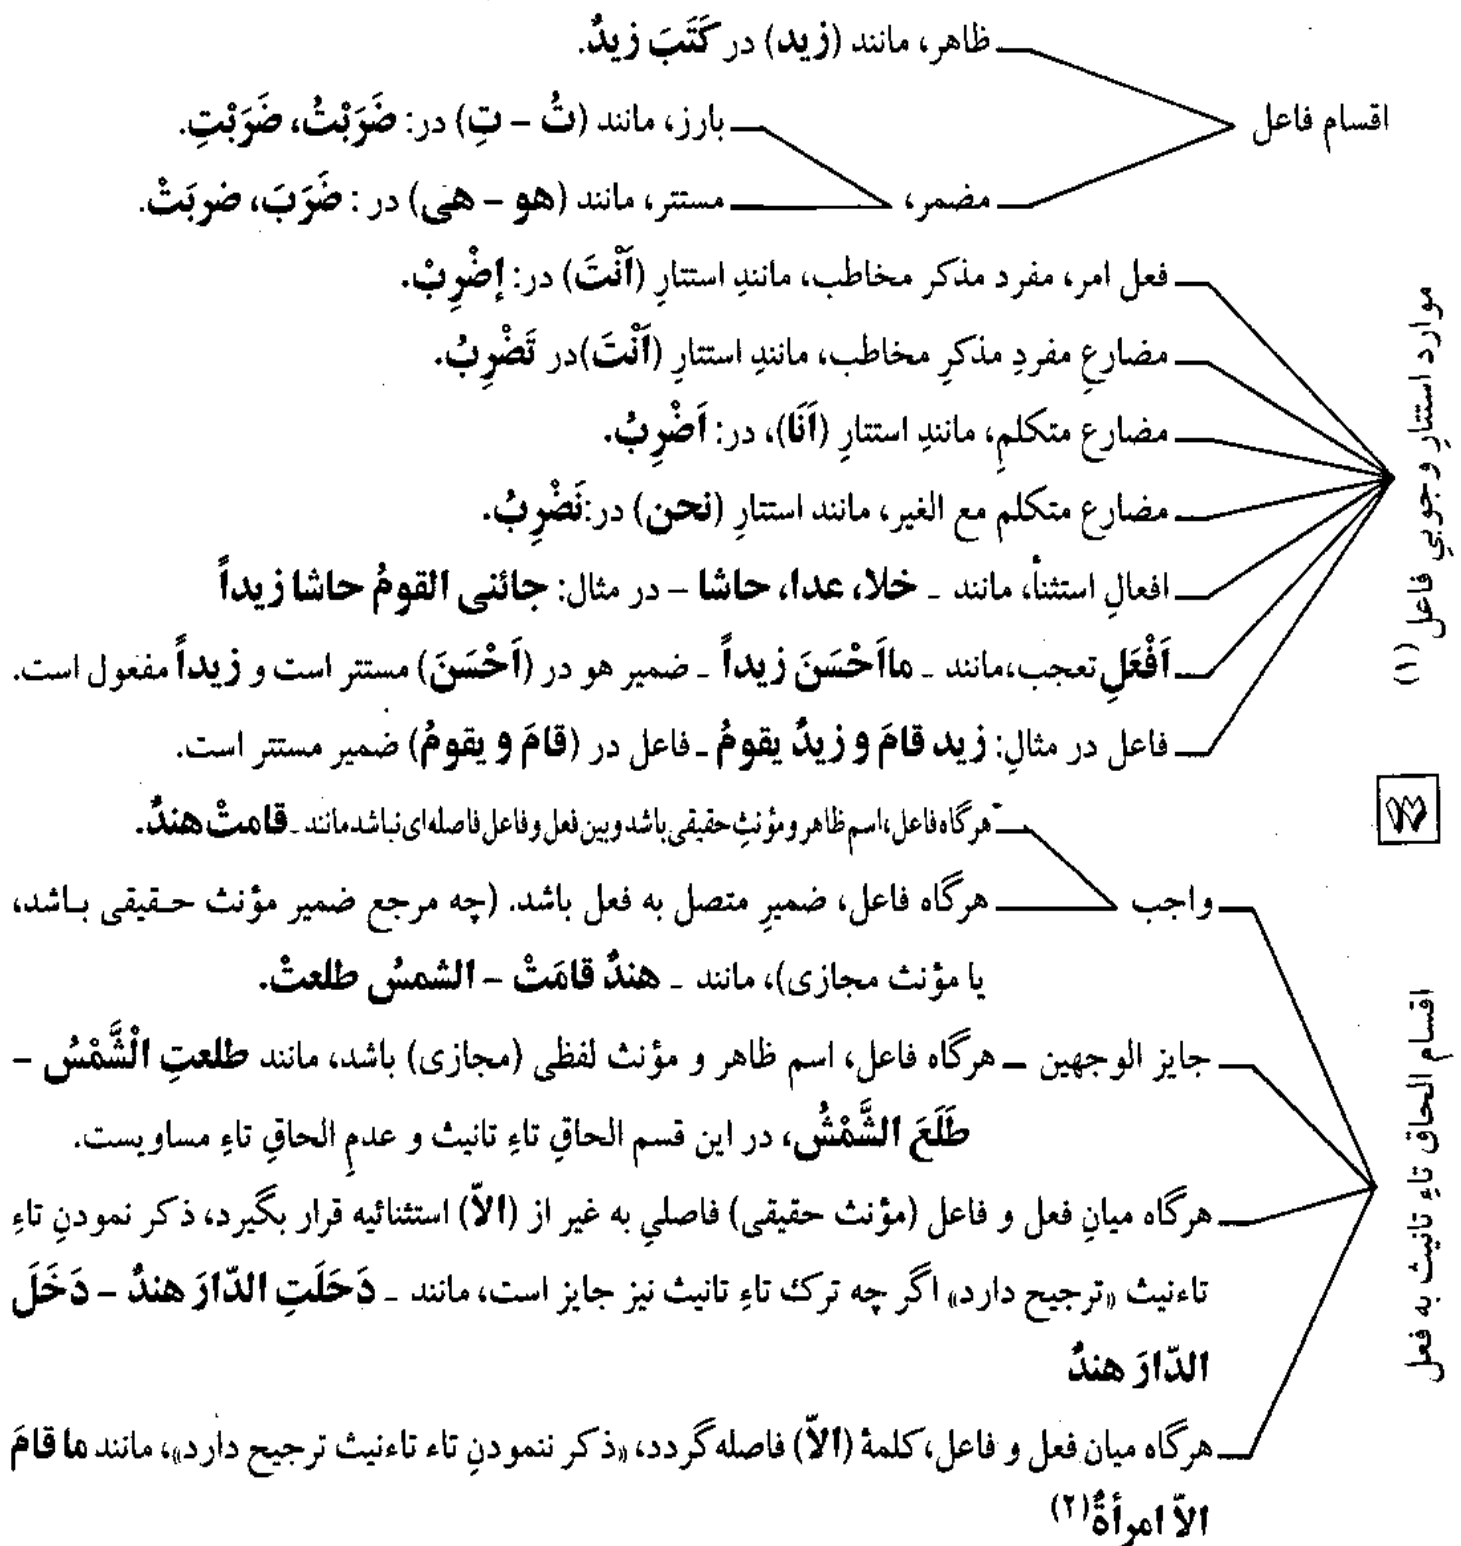 ظاهر، مانند (زید) در کَتَبَ زیدٌ.
اقسام فاعل
بارز، مانند (تُ - تِ) در: ضَرَبْتُ، ضَرَبْتِ.
مضمر، مستتر، مانند (هو - هی) در : ضَرَبَ، ضربَتْ.
موارد استتارِ وجوبیِ فاعل (۱)
فعل امر، مفرد مذکر مخاطب، مانندِ استتارِ (اَنْتَ) در: إضْرِبْ.
مضارعِ مفردِ مذکرِ مخاطب، مانندِ استتارِ (اَنْتَ)در تَضْرِبُ.
مضارع متکلمِ، مانندِ استتارِ (اَنَا)، در: اَضْرِبُ.
مضارع متکلم مع الغیر، مانند استتارِ (نحن) در:نَضْرِبُ.
افعالِ استثنأ، مانند - خلا، عدا، حاشا - در مثال: جائنی القومُ حاشا زیداً
اَفْعَلِ تعجب،مانند - مااَحْسَنَ زیداً - ضمیر هو در (اَحْسَنَ) مستتر است و زیداً مفعول است.
فاعل در مثالِ: زید قامَ و زیدٌ یقومُ - فاعل در (قامَ و یقومُ) ضمیر مستتر است.
اقسام الحاق تاءِ تانیث به فعل
هرگاه فاعل،اسم ظاهر و مؤنثِ حقیقی باشد و بین فعل و فاعل فاصله‌ای نباشد مانند - قامتْ هندٌ.
واجب هرگاه فاعل، ضمیرِ متصل به فعل باشد. (چه مرجع ضمیر مؤنث حـقیقی بـاشد،
یا مؤنث مجازی)، مانند - هندٌ قامَتْ - الشمسُ طلعتْ.
جایز الوجهین - هرگاه فاعل، اسم ظاهر و مؤنث لفظی (مجازی) باشد، مانند طلعتِ الْشَّمْسُ -
طَلَعَ الشَّمْسُ، در این قسم الحاقِ تاءِ تانیث و عدمِ الحاقِ تاءِ مساویست.
هرگاه میانِ فعل و فاعل (مؤنث حقیقی) فاصلیِ به غیر از (الاّ) استثنائیه قرار بگیرد، ذکر نمودنِ تاءِ
تاءنیث «ترجیح دارد» اگر چه ترک تاءِ تانیث نیز جایز است، مانند - دَخَلَتِ الدّارَ هندٌ - دَخَلَ
الدّارَ هندٌ
هرگاه میان فعل و فاعل،کلمهٔ (الاّ) فاصله گردد، «ذکر ننمودنِ تاء تاءنیث ترجیح دارد»، مانند ما قامَ
الاّ امرأةٌ (۲)